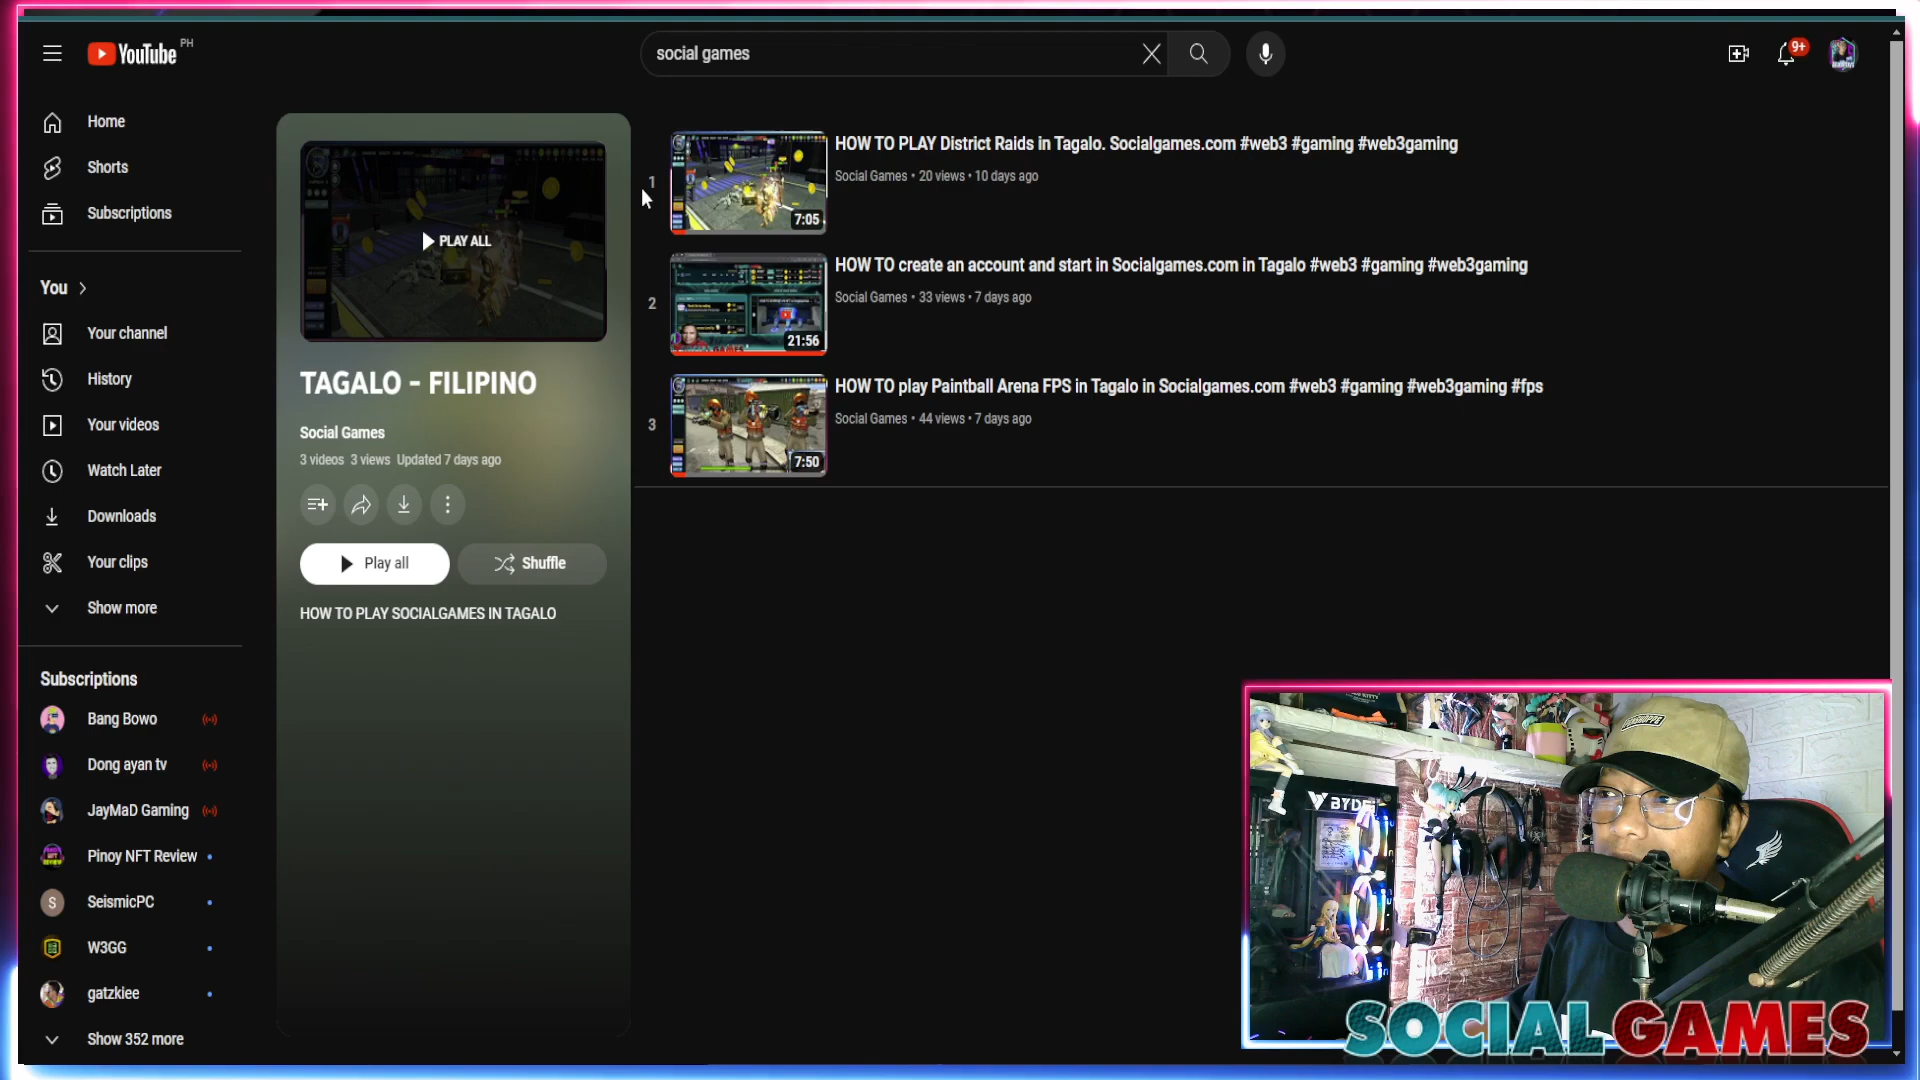 YouTube PH
social games
9+
Home
Shorts
Subscriptions
You
Your channel
History
Your videos
Watch Later
Downloads
Your clips
Show more
Subscriptions
Bang Bowo
Dong ayan tv
JayMaD Gaming
Pinoy NFT Review
S
SeismicPC
W3GG
gatzkiee
Show 352 more
PLAY ALL
TAGALO - FILIPINO
Social Games
3 videos 3 views Updated 7 days ago
Play all
Shuffle
HOW TO PLAY SOCIALGAMES IN TAGALO
1
7:05
HOW TO PLAY District Raids in Tagalo. Socialgames.com #web3 #gaming #web3gaming
Social Games • 20 views • 10 days ago
2
21:56
HOW TO create an account and start in Socialgames.com in Tagalo #web3 #gaming #web3gaming
Social Games • 33 views • 7 days ago
3
7:50
HOW TO play Paintball Arena FPS in Tagalo in Socialgames.com #web3 #gaming #web3gaming #fps
Social Games • 44 views • 7 days ago
SOCIAL GAMES